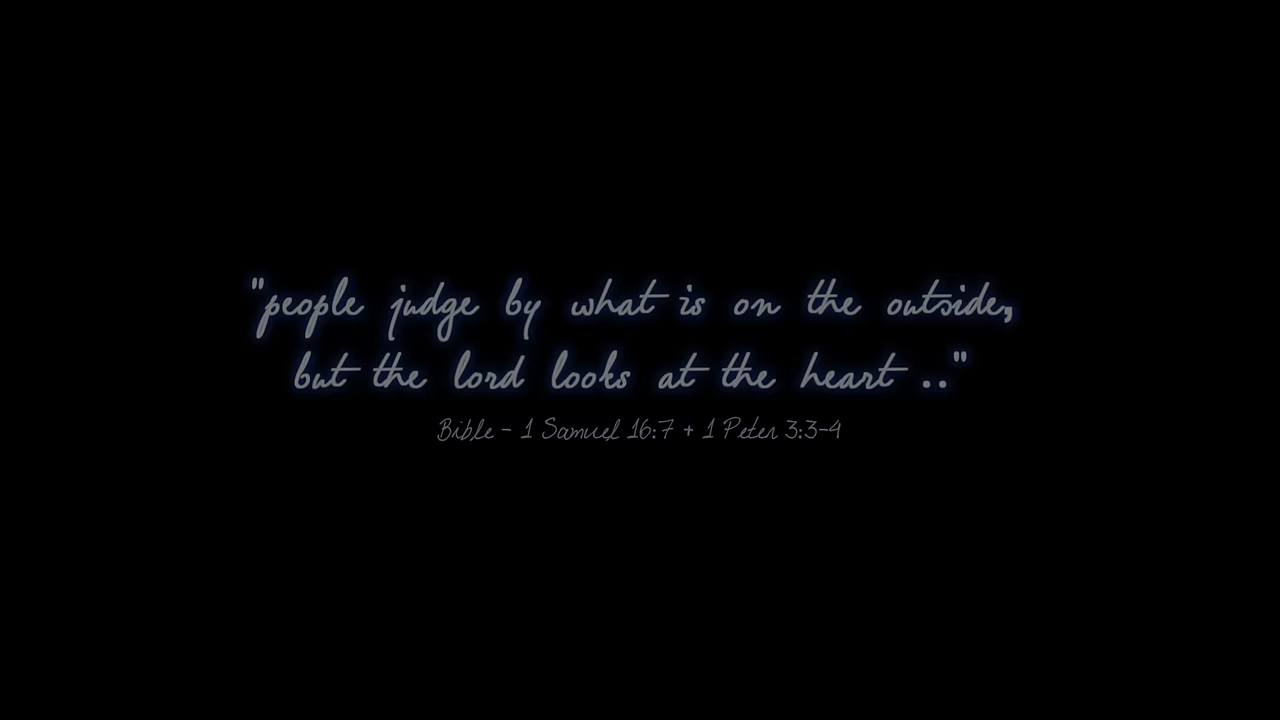 "people judge by what is on the outside,
but the lord looks at the heart .."
Bible - 1 Samuel 16:7 + 1 Peter 3:3-4